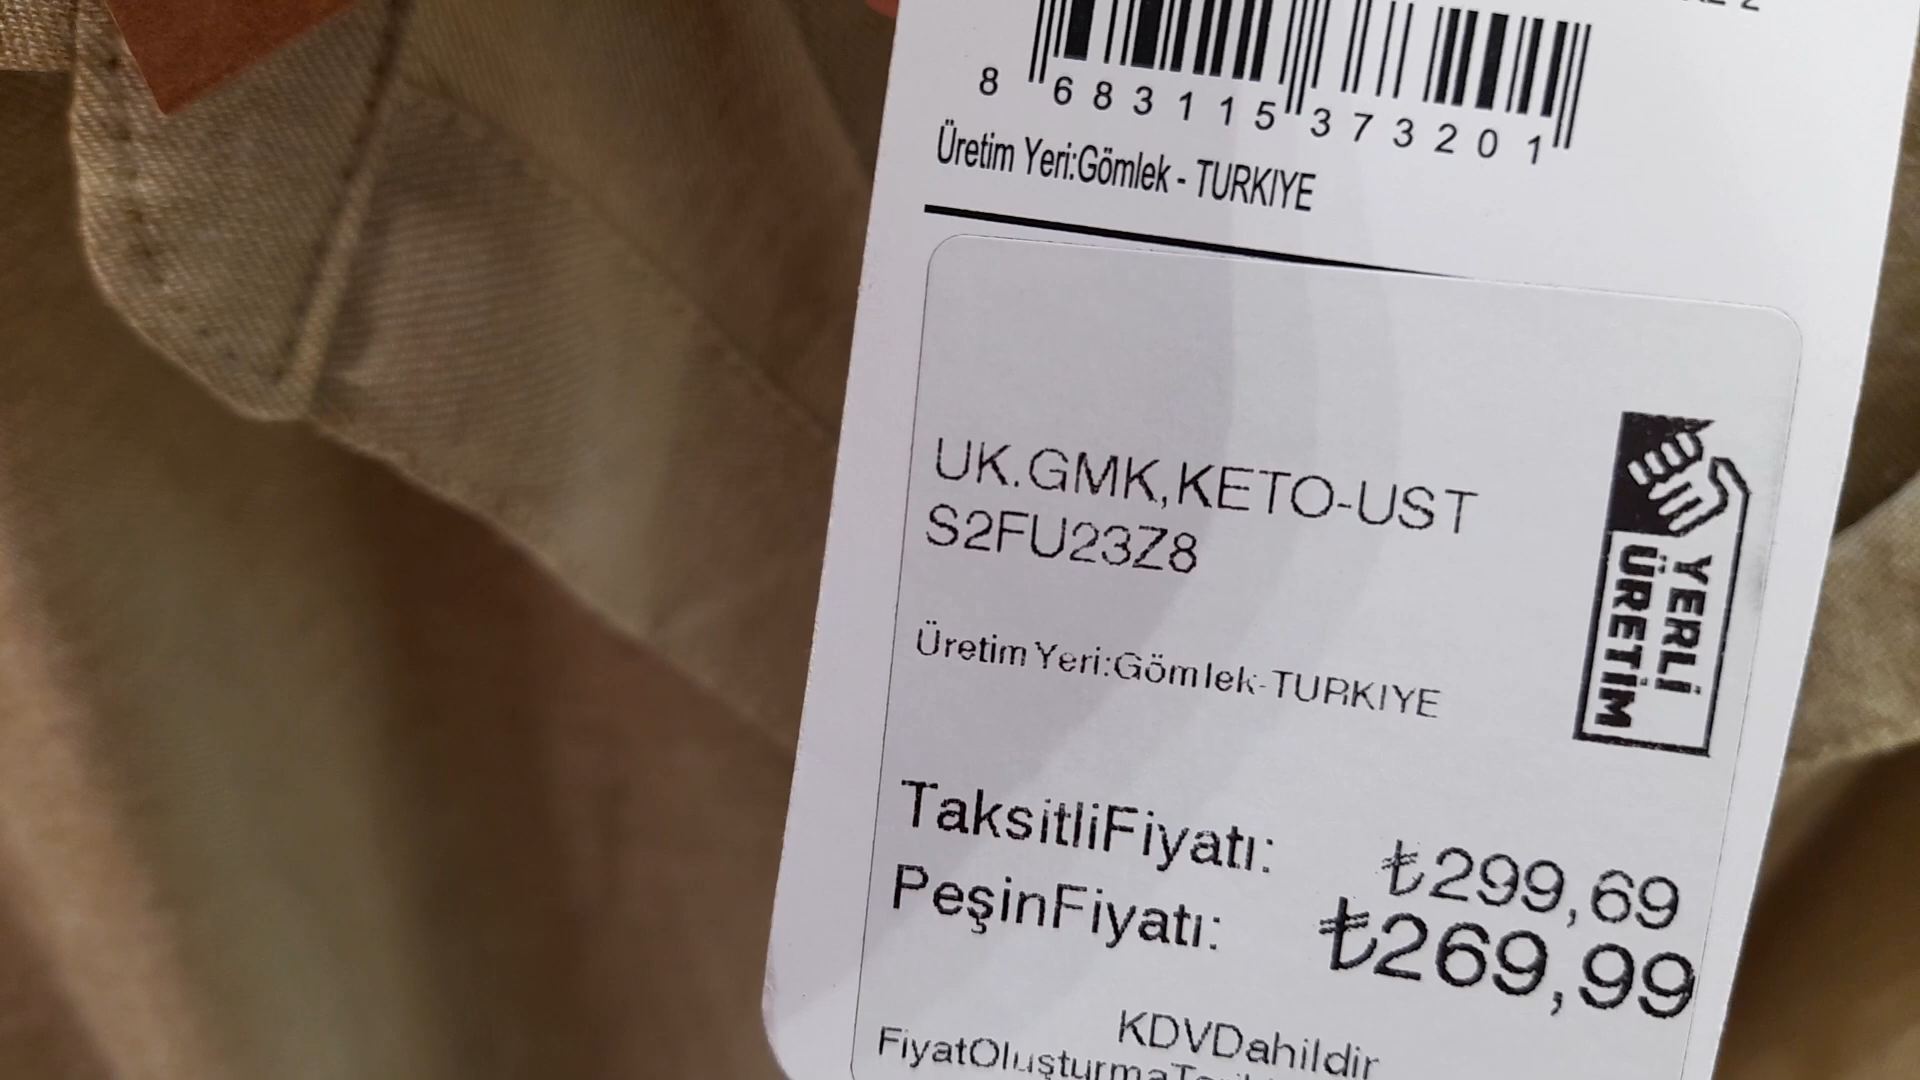 8 683115 373201
Üretim Yeri:Gömlek - TURKIYE
UK.GMK,KETO-UST
S2FU23Z8
YERLİ
ÜRETİM
Üretim Yeri:Gömlek-TURKIYE
TaksitliFiyatı: ₺299,69
PeşinFiyatı: ₺269,99
KDVDahildir